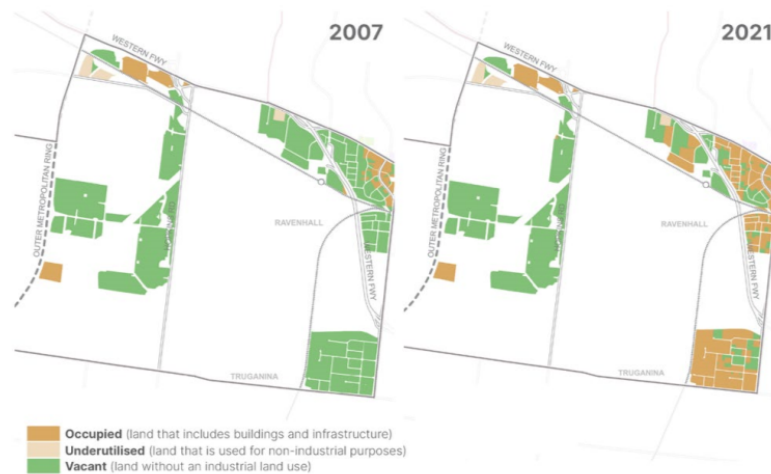 2007
WESTERN FWY
OUTER METROPOLITAN RING
RAVENHALL
WESTERN FWY
TRUGANINA
2021
WESTERN FWY
OUTER METROPOLITAN RING
RAVENHALL
WESTERN FWY
TRUGANINA
Occupied (land that includes buildings and infrastructure)
Underutilised (land that is used for non-industrial purposes)
Vacant (land without an industrial land use)